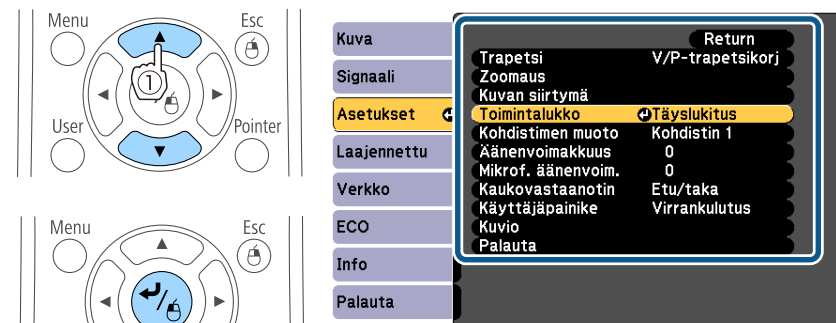 Menu
Esc
1
User
Pointer
Menu
Esc
Kuva
Signaali
Asetukset
Laajennettu
Verkko
ECO
Info
Palauta
Return
Trapetsi V/P-trapetsikorj
Zoomaus
Kuvan siirtymä
Toimintalukko Täyslukitus
Kohdistimen muoto Kohdistin 1
Äänenvoimakkuus 0
Mikrof. äänenvoim. 0
Kaukovastaanotin Etu/taka
Käyttäjäpainike Virrankulutus
Kuvio
Palauta